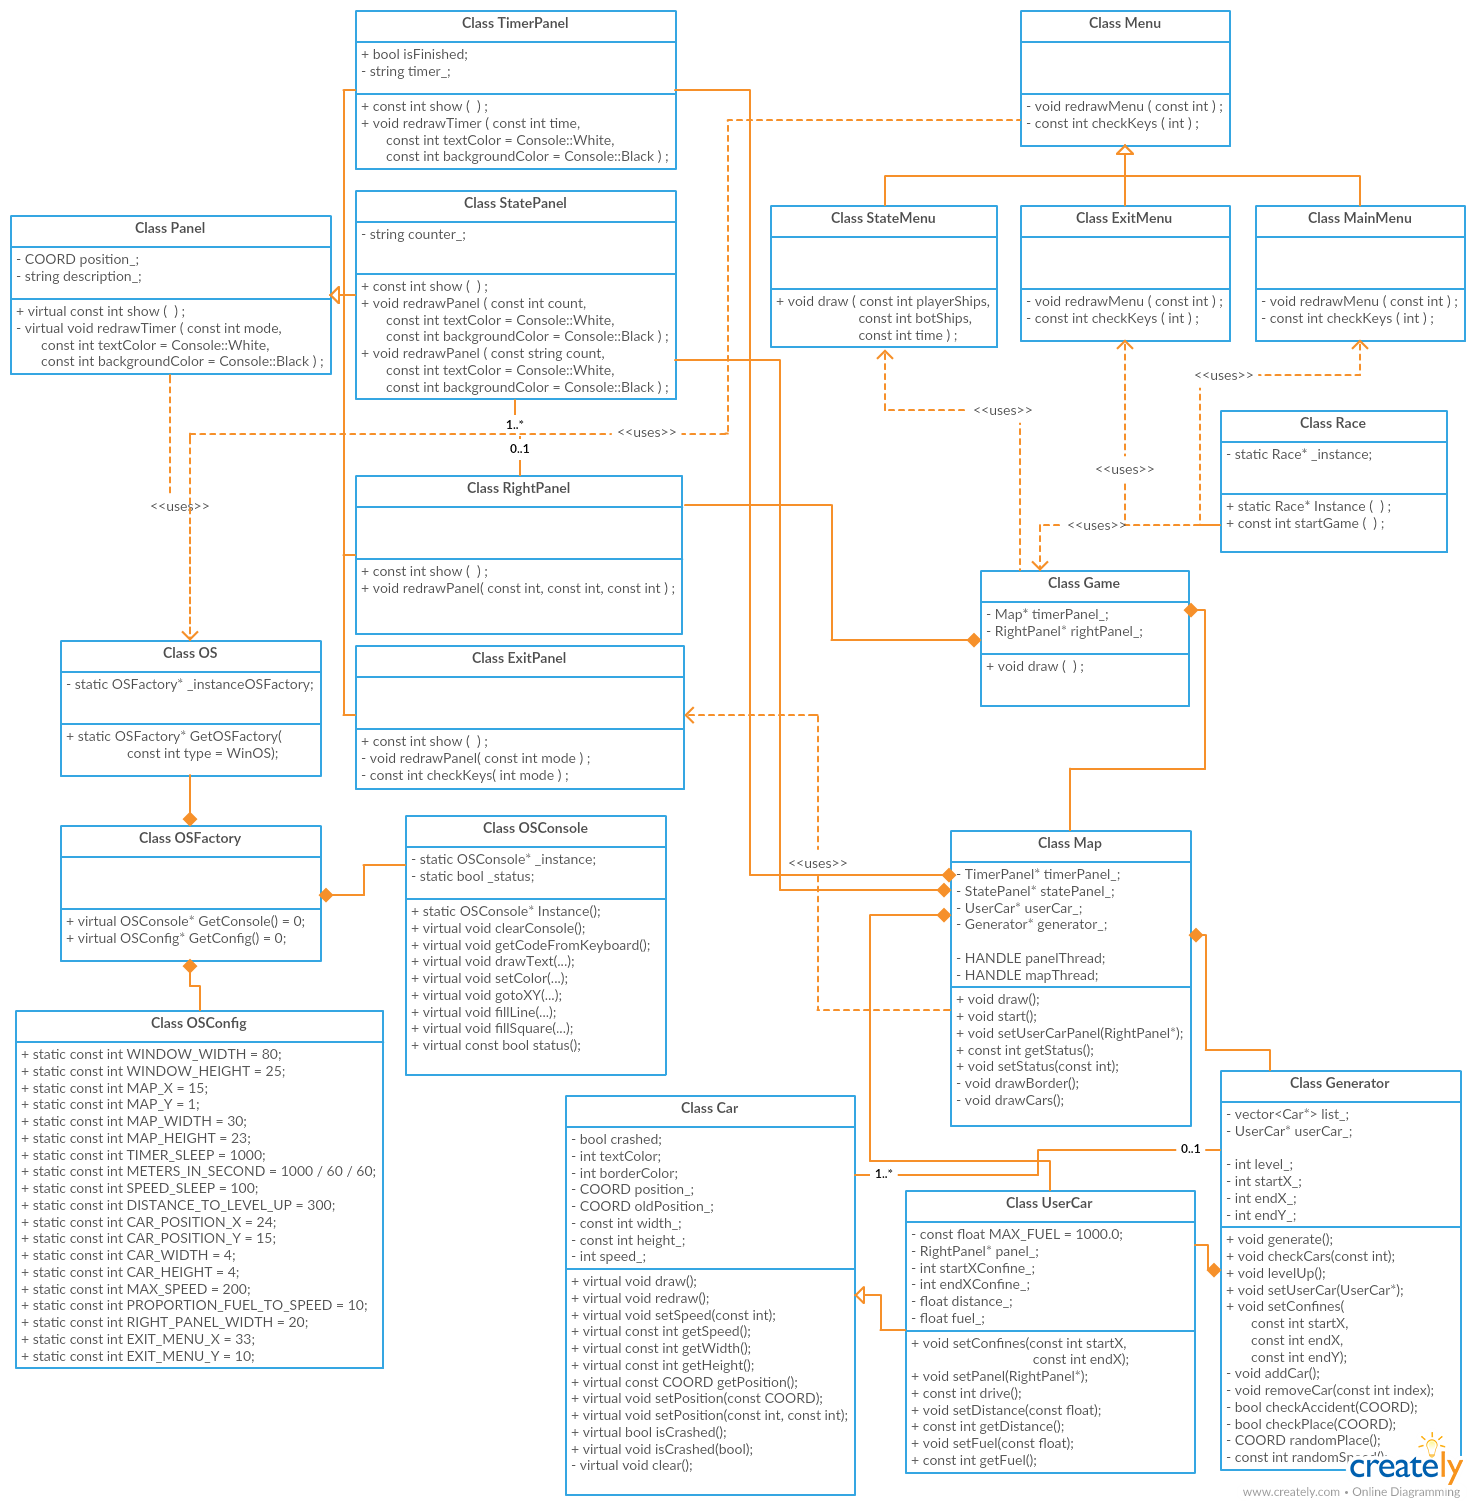 Class TimerPanel
+ bool isFinished;
- string timer_;
+ const int show ( ) ;
+ void redrawTimer ( const int time,
const int textColor = Console::White,
const int backgroundColor = Console::Black ) ;
Class Menu
- void redrawMenu ( const int ) ;
- const int checkKeys ( int ) ;
Class StatePanel
- string counter_;
+ const int show ( ) ;
+ void redrawPanel ( const int count,
const int textColor = Console::White,
const int backgroundColor = Console::Black ) ;
+ void redrawPanel ( const string count,
const int textColor = Console::White,
const int backgroundColor = Console::Black ) ;
Class Panel
- COORD position_;
- string description_;
+ virtual const int show ( ) ;
- virtual void redrawTimer ( const int mode,
const int textColor = Console::White,
const int backgroundColor = Console::Black ) ;
Class StateMenu
+ void draw ( const int playerShips,
const int botShips,
const int time ) ;
Class ExitMenu
- void redrawMenu ( const int ) ;
- const int checkKeys ( int ) ;
Class MainMenu
- void redrawMenu ( const int ) ;
- const int checkKeys ( int ) ;
<<uses>>
<<uses>>
1..*
<<uses>>
0..1
<<uses>>
<<uses>>
<<uses>>
Class Race
- static Race* _instance;
+ static Race* Instance ( ) ;
+ const int startGame ( ) ;
Class RightPanel
+ const int show ( ) ;
+ void redrawPanel( const int, const int, const int ) ;
Class Game
- Map* timerPanel_;
- RightPanel* rightPanel_;
+ void draw ( ) ;
Class OS
- static OSFactory* _instanceOSFactory;
+ static OSFactory* GetOSFactory(
const int type = WinOS);
Class ExitPanel
+ const int show ( ) ;
- void redrawPanel( const int mode ) ;
- const int checkKeys( int mode ) ;
Class OSFactory
+ virtual OSConsole* GetConsole() = 0;
+ virtual OSConfig* GetConfig() = 0;
Class OSConsole
- static OSConsole* _instance;
- static bool _status;
+ static OSConsole* Instance();
+ virtual void clearConsole();
+ virtual void getCodeFromKeyboard();
+ virtual void drawText(...);
+ virtual void setColor(...);
+ virtual void gotoXY(...);
+ virtual void fillLine(...);
+ virtual void fillSquare(...);
+ virtual const bool status();
<<uses>>
Class Map
- TimerPanel* timerPanel_;
- StatePanel* statePanel_;
- UserCar* userCar_;
- Generator* generator_;
- HANDLE panelThread;
- HANDLE mapThread;
+ void draw();
+ void start();
+ void setUserCarPanel(RightPanel*);
+ const int getStatus();
+ void setStatus(const int);
- void drawBorder();
- void drawCars();
Class OSConfig
+ static const int WINDOW_WIDTH = 80;
+ static const int WINDOW_HEIGHT = 25;
+ static const int MAP_X = 15;
+ static const int MAP_Y = 1;
+ static const int MAP_WIDTH = 30;
+ static const int MAP_HEIGHT = 23;
+ static const int TIMER_SLEEP = 1000;
+ static const int METERS_IN_SECOND = 1000 / 60 / 60;
+ static const int SPEED_SLEEP = 100;
+ static const int DISTANCE_TO_LEVEL_UP = 300;
+ static const int CAR_POSITION_X = 24;
+ static const int CAR_POSITION_Y = 15;
+ static const int CAR_WIDTH = 4;
+ static const int CAR_HEIGHT = 4;
+ static const int MAX_SPEED = 200;
+ static const int PROPORTION_FUEL_TO_SPEED = 10;
+ static const int RIGHT_PANEL_WIDTH = 20;
+ static const int EXIT_MENU_X = 33;
+ static const int EXIT_MENU_Y = 10;
Class Car
- bool crashed;
- int textColor;
- int borderColor;
- COORD position_;
- COORD oldPosition_;
- const int width_;
- const int height_;
- int speed_;
+ virtual void draw();
+ virtual void redraw();
+ virtual void setSpeed(const int);
+ virtual const int getSpeed();
+ virtual const int getWidth();
+ virtual const int getHeight();
+ virtual const COORD getPosition();
+ virtual void setPosition(const COORD);
+ virtual void setPosition(const int, const int);
+ virtual bool isCrashed();
+ virtual void isCrashed(bool);
- virtual void clear();
1..*
0..1
Class UserCar
- const float MAX_FUEL = 1000.0;
- RightPanel* panel_;
- int startXConfine_;
- int endXConfine_;
- float distance_;
- float fuel_;
+ void setConfines(const int startX,
const int endX);
+ void setPanel(RightPanel*);
+ const int drive();
+ void setDistance(const float);
+ const int getDistance();
+ void setFuel(const float);
+ const int getFuel();
Class Generator
- vector<Car*> list_;
- UserCar* userCar_;
- int level_;
- int startX_;
- int endX_;
- int endY_;
+ void generate();
+ void checkCars(const int);
+ void levelUp();
+ void setUserCar(UserCar*);
+ void setConfines(
const int startX,
const int endX,
const int endY);
- void addCar();
- void removeCar(const int index);
- bool checkAccident(COORD);
- bool checkPlace(COORD);
- COORD randomPlace();
- const int randomSpeed();
creately
www.creately.com • Online Diagramming